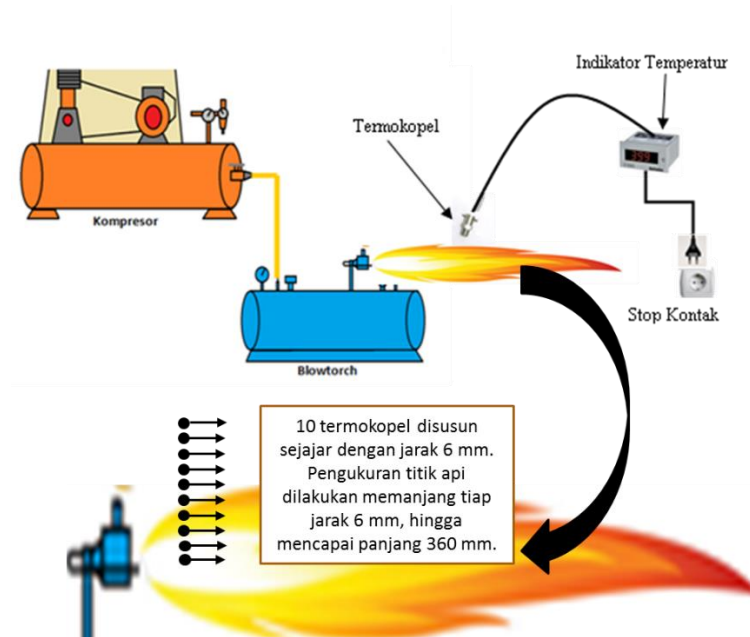 Indikator Temperatur
Termokopel
399
Kompresor
Stop Kontak
Blowtorch
10 termokopel disusun
sejajar dengan jarak 6 mm.
Pengukuran titik api
dilakukan memanjang tiap
jarak 6 mm, hingga
mencapai panjang 360 mm.